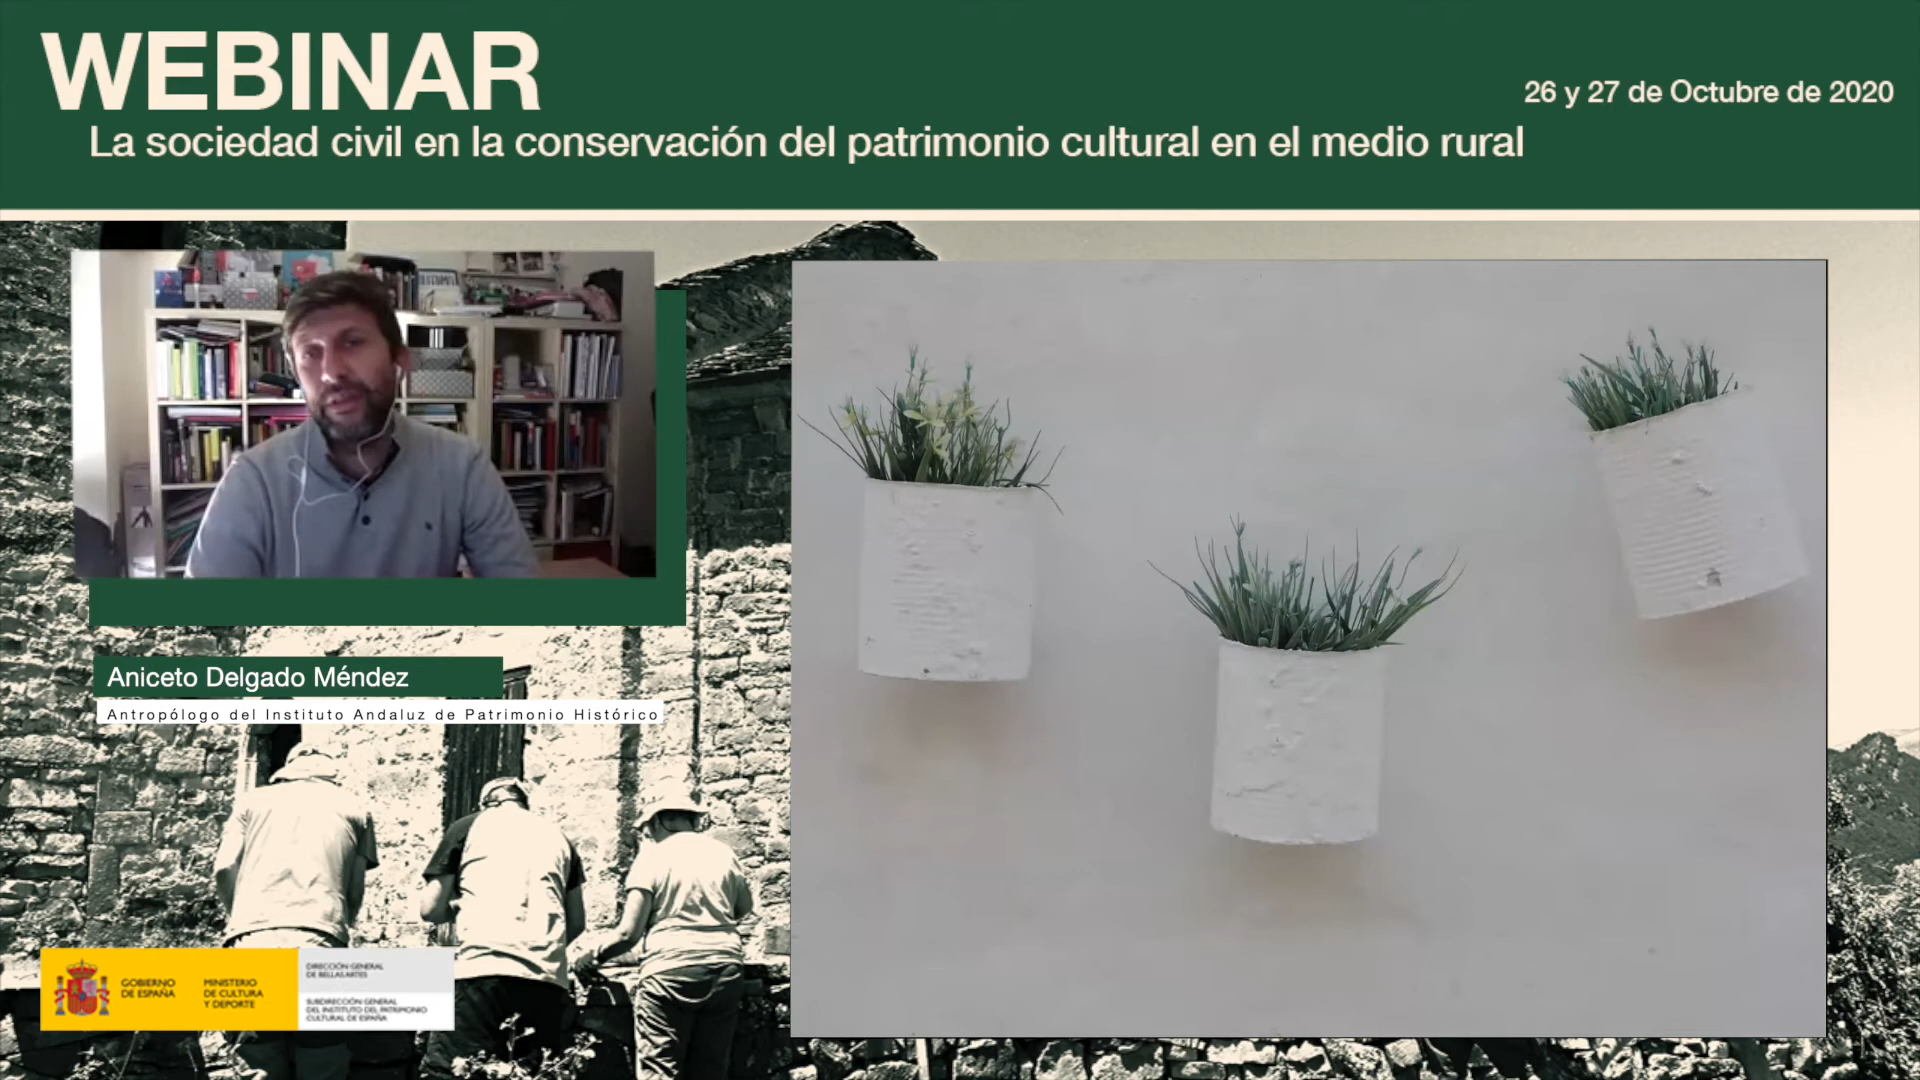 WEBINAR
26 y 27 de Octubre de 2020
La sociedad civil en la conservación del patrimonio cultural en el medio rural
Aniceto Delgado Méndez
Antropólogo del Instituto Andaluz de Patrimonio Histórico
GOBIERNO
DE ESPAÑA
MINISTERIO
DE CULTURA
Y DEPORTE
DIRECCIÓN GENERAL
DE BELLAS ARTES
SUBDIRECCIÓN GENERAL
DEL INSTITUTO DEL PATRIMONIO
CULTURAL DE ESPAÑA